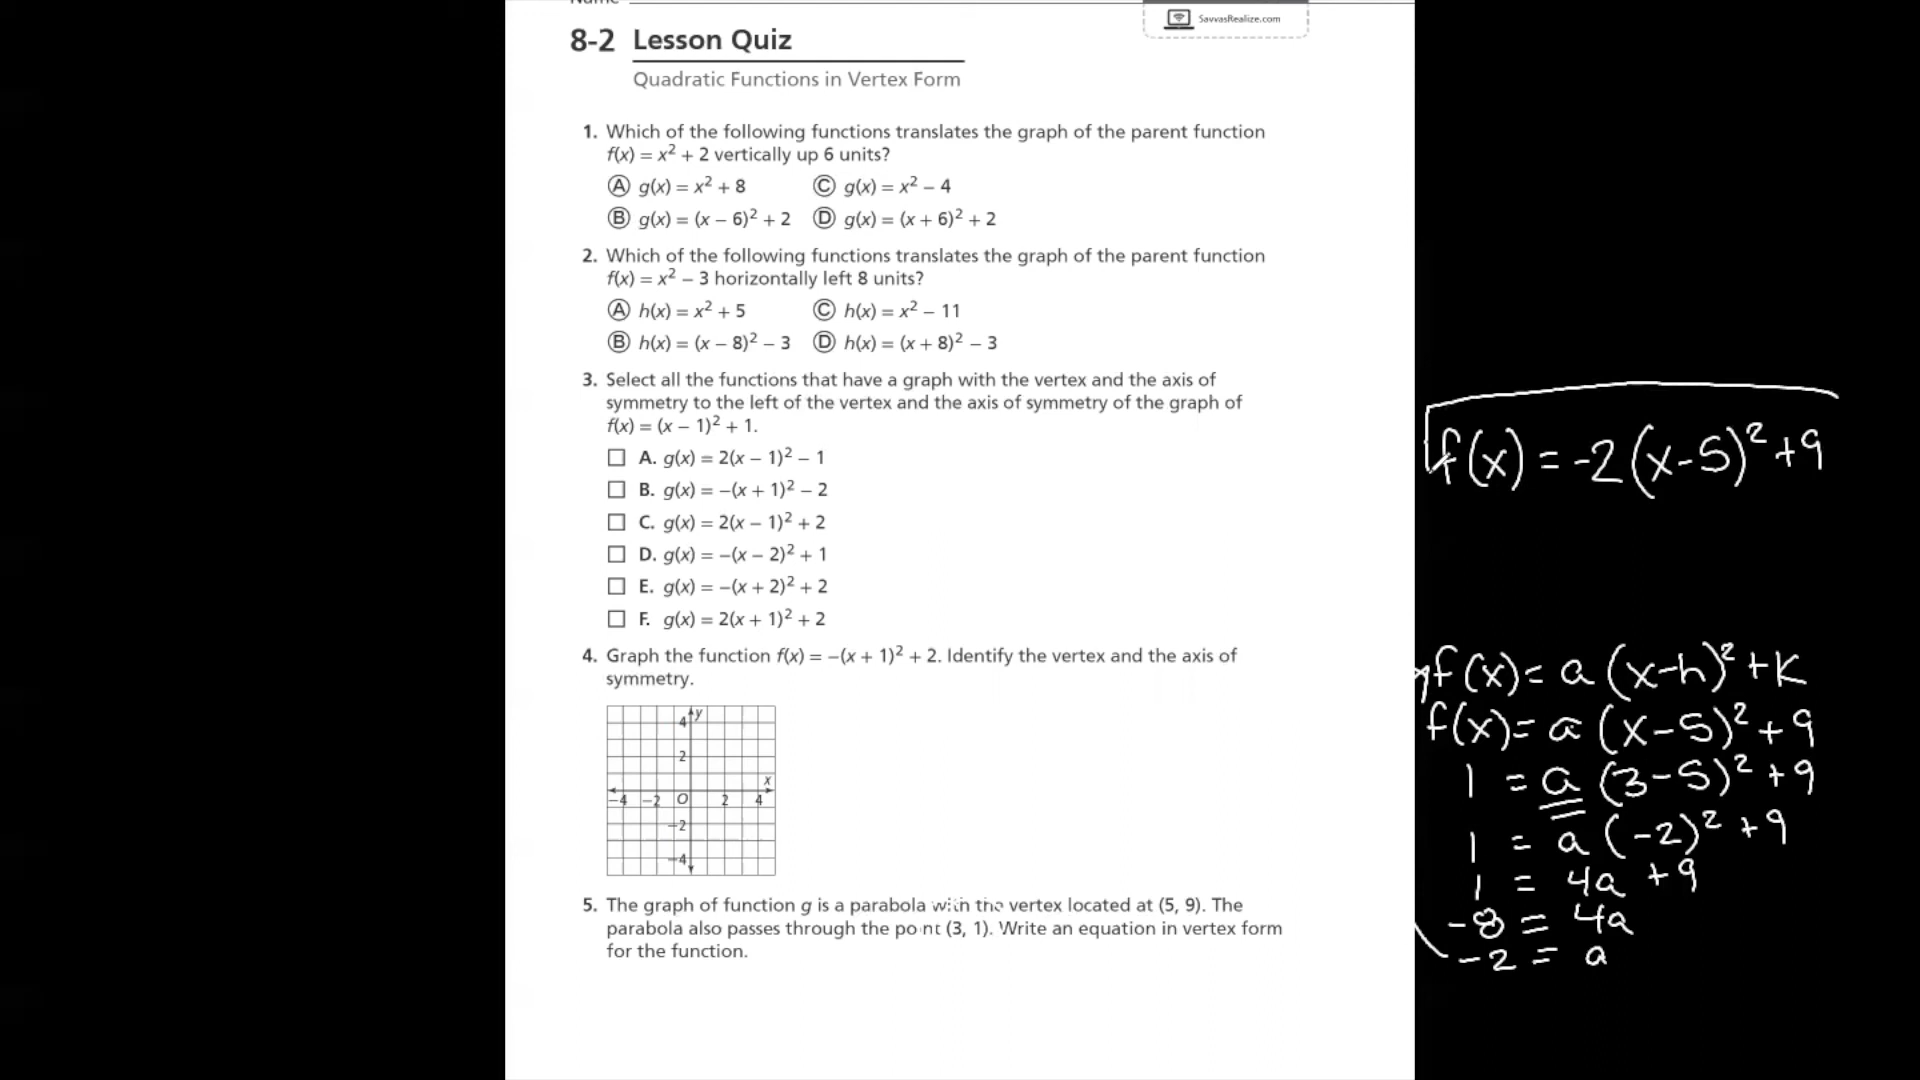 Name
SavvasRealize.com
8-2 Lesson Quiz
Quadratic Functions in Vertex Form
1. Which of the following functions translates the graph of the parent function
f(x) = x² + 2 vertically up 6 units?
Ⓐ g(x) = x² + 8 Ⓒ g(x) = x² – 4
Ⓑ g(x) = (x – 6)² + 2 Ⓓ g(x) = (x + 6)² + 2
2. Which of the following functions translates the graph of the parent function
f(x) = x² – 3 horizontally left 8 units?
Ⓐ h(x) = x² + 5 Ⓒ h(x) = x² – 11
Ⓑ h(x) = (x – 8)² – 3 Ⓓ h(x) = (x + 8)² – 3
3. Select all the functions that have a graph with the vertex and the axis of
symmetry to the left of the vertex and the axis of symmetry of the graph of
f(x) = (x – 1)² + 1.
A. g(x) = 2(x – 1)² – 1
B. g(x) = –(x + 1)² – 2
C. g(x) = 2(x – 1)² + 2
D. g(x) = –(x – 2)² + 1
E. g(x) = –(x + 2)² + 2
F. g(x) = 2(x + 1)² + 2
4. Graph the function f(x) = –(x + 1)² + 2. Identify the vertex and the axis of
symmetry.
4 y
2
x
–4 –2 O 2 4
–2
–4
5. The graph of function g is a parabola with the vertex located at (5, 9). The
parabola also passes through the point (3, 1). Write an equation in vertex form
for the function.
f(x) = -2(x-5)² +9
f(x) = a(x-h)² +k
f(x) = a(x-5)² +9
1 = a(3-5)² +9
1 = a(-2)² +9
1 = 4a +9
-8 = 4a
-2 = a